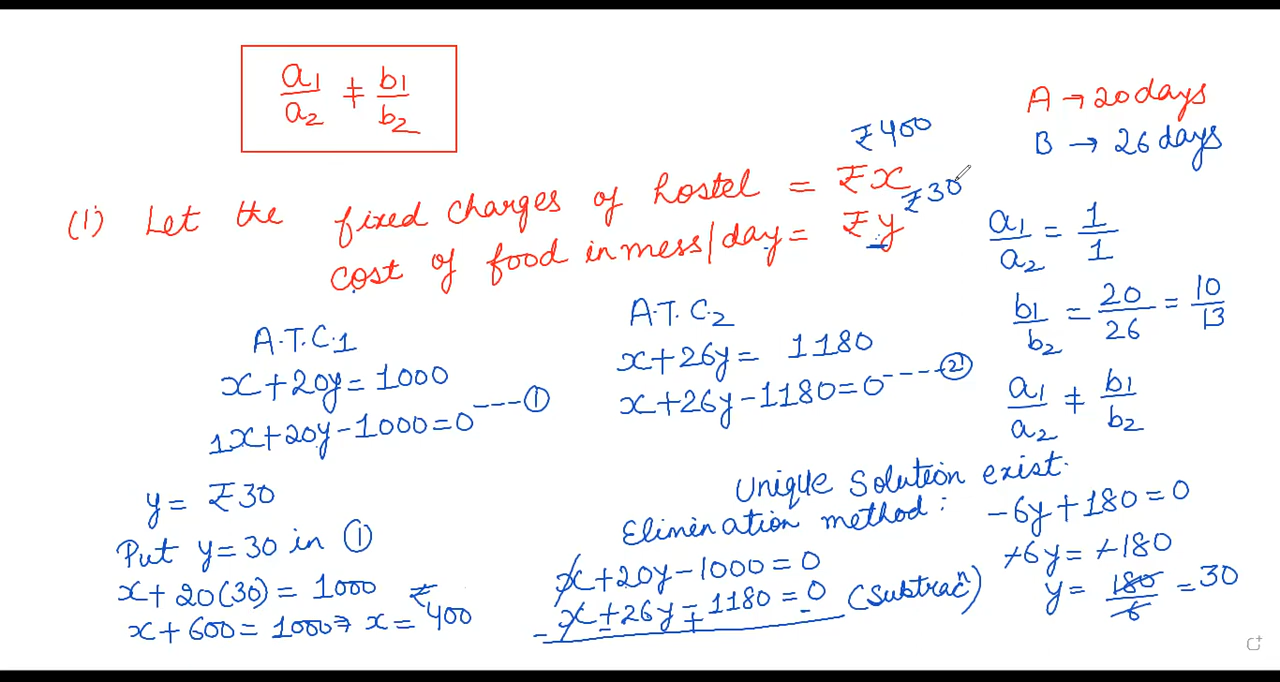 a1/a2 ≠ b1/b2
A → 20 days
B → 26 days
₹400
(1) Let the fixed charges of hostel = ₹x
₹30
cost of food in mess/day = ₹y
a1/a2 = 1/1
b1/b2 = 20/26 = 10/13
a1/a2 ≠ b1/b2
Unique Solution exist.
A.T.C.1
x+20y=1000
1x+20y-1000=0 ---①
A.T.C.2
x+26y= 1180
x+26y-1180=0 ---②
y= ₹30
Put y=30 in ①
x+20(30)=1000
x+600=1000⇒ x= ₹400
Elimination method:
x+20y-1000=0
x±26y∓1180=0 (Subtracⁿ)
-
-6y+180=0
+6y=+180
y= 180/6 =30